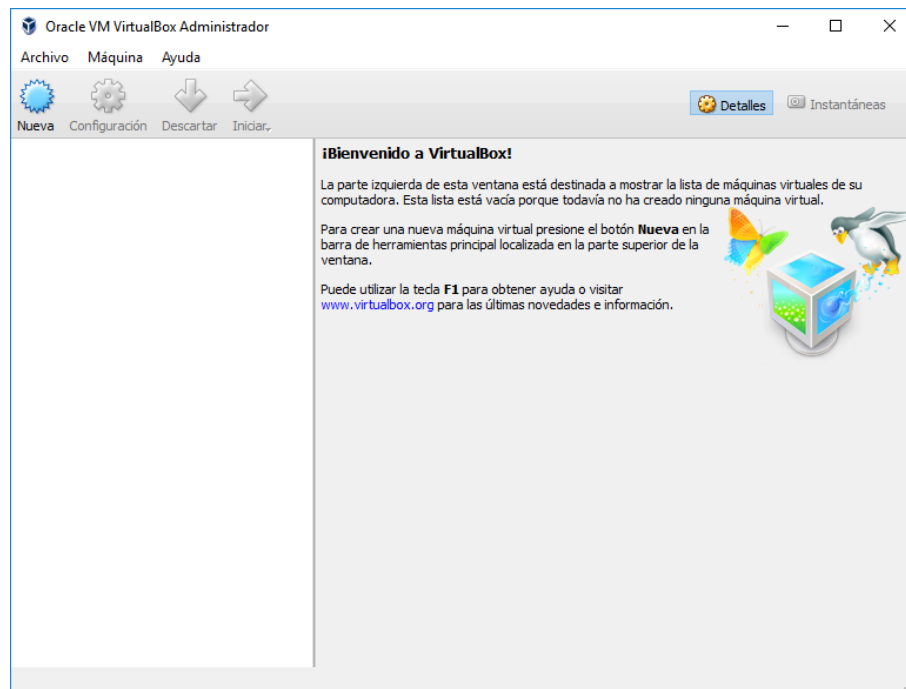 Oracle VM VirtualBox Administrador
Archivo Máquina Ayuda
Nueva Configuración Descartar Iniciar
Detalles Instantáneas
¡Bienvenido a VirtualBox!
La parte izquierda de esta ventana está destinada a mostrar la lista de máquinas virtuales de su
computadora. Esta lista está vacía porque todavía no ha creado ninguna máquina virtual.
Para crear una nueva máquina virtual presione el botón Nueva en la
barra de herramientas principal localizada en la parte superior de la
ventana.
Puede utilizar la tecla F1 para obtener ayuda o visitar
www.virtualbox.org para las últimas novedades e información.